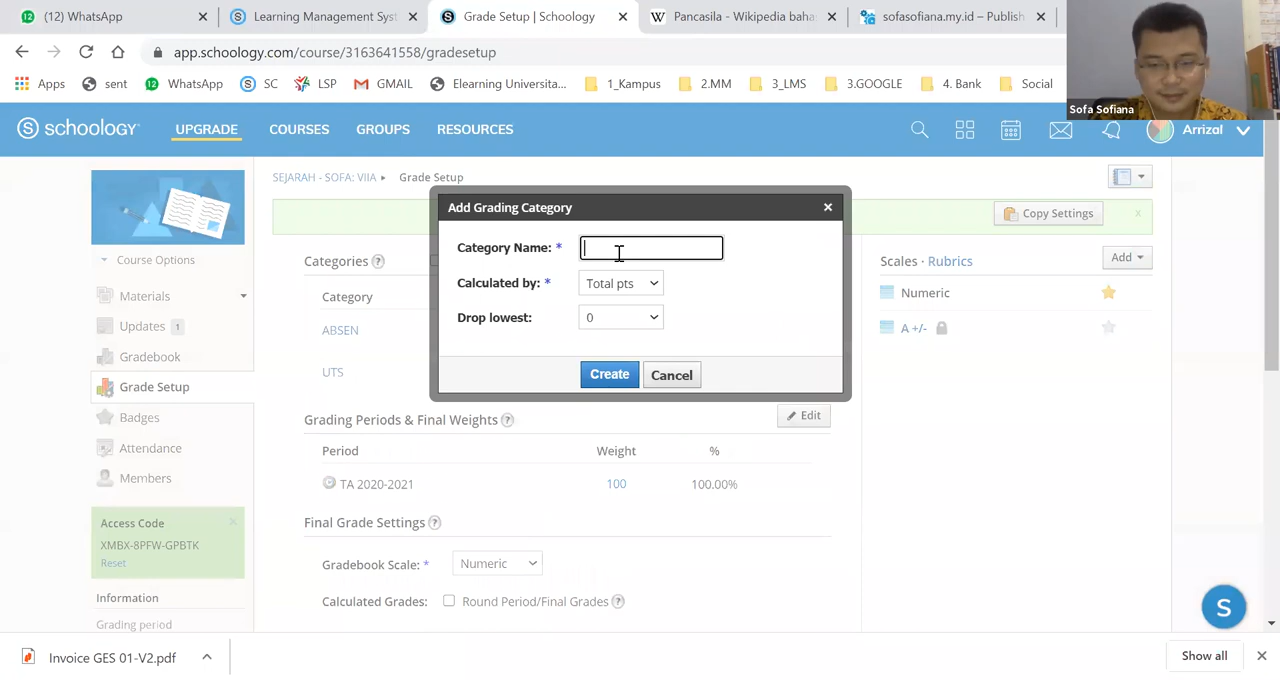 (12) WhatsApp
Learning Management Syst
Grade Setup | Schoology
Pancasila - Wikipedia baha
sofasofiana.my.id – Publish
app.schoology.com/course/3163641558/gradesetup
Apps
sent
WhatsApp
SC
LSP
GMAIL
Elearning Universita...
1_Kampus
2.MM
3_LMS
3.GOOGLE
4. Bank
Social
Sofa Sofiana
schoology
UPGRADE
COURSES
GROUPS
RESOURCES
Arrizal
SEJARAH - SOFA: VIIA
Grade Setup
Copy Settings
Course Options
Materials
Updates 1
Gradebook
Grade Setup
Badges
Attendance
Members
Access Code
XMBX-8PFW-GPBTK
Reset
Information
Grading period
Categories
Category
ABSEN
UTS
Add Grading Category
Category Name: *
Calculated by: *
Total pts
Drop lowest:
0
Create
Cancel
Grading Periods & Final Weights
Edit
Period
Weight
%
TA 2020-2021
100
100.00%
Final Grade Settings
Gradebook Scale: *
Numeric
Calculated Grades:
Round Period/Final Grades
Scales · Rubrics
Add
Numeric
A +/-
S
Invoice GES 01-V2.pdf
Show all